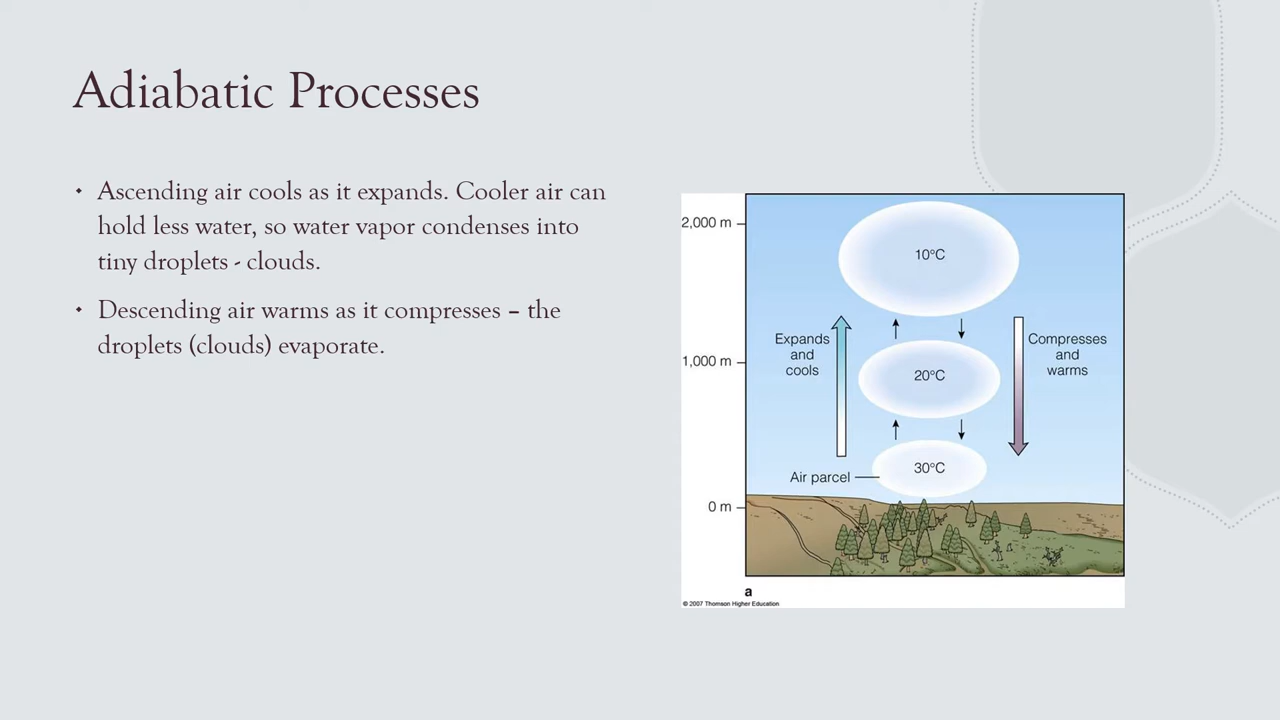 Adiabatic Processes
• Ascending air cools as it expands. Cooler air can
hold less water, so water vapor condenses into
tiny droplets - clouds.
• Descending air warms as it compresses – the
droplets (clouds) evaporate.
2,000 m
10°C
Expands
and
cools
Compresses
and
warms
1,000 m
20°C
30°C
Air parcel
0 m
a
© 2007 Thomson Higher Education